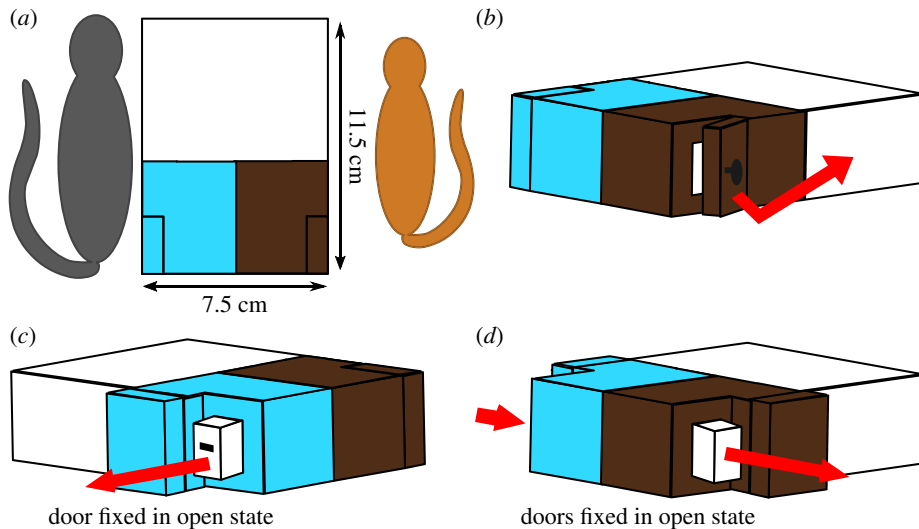 (a)
(b)
11.5 cm
7.5 cm
(c)
(d)
door fixed in open state
doors fixed in open state